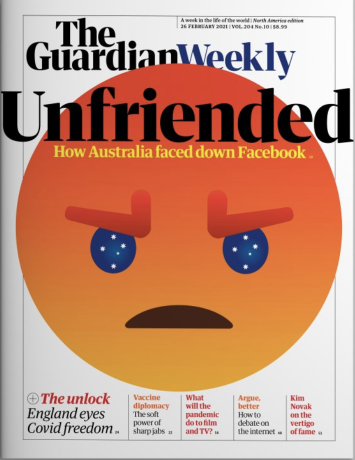 A week in the life of the world | North America edition
26 FEBRUARY 2021 | VOL.204 No.10 | $8.99
The
Guardian Weekly
Unfriended
How Australia faced down Facebook
The unlock
England eyes
Covid freedom
Vaccine
diplomacy
The soft
power of
sharp jabs
What
will the
pandemic
do to film
and TV?
Argue,
better
How to
debate on
the internet
Kim
Novak
on the
vertigo
of fame